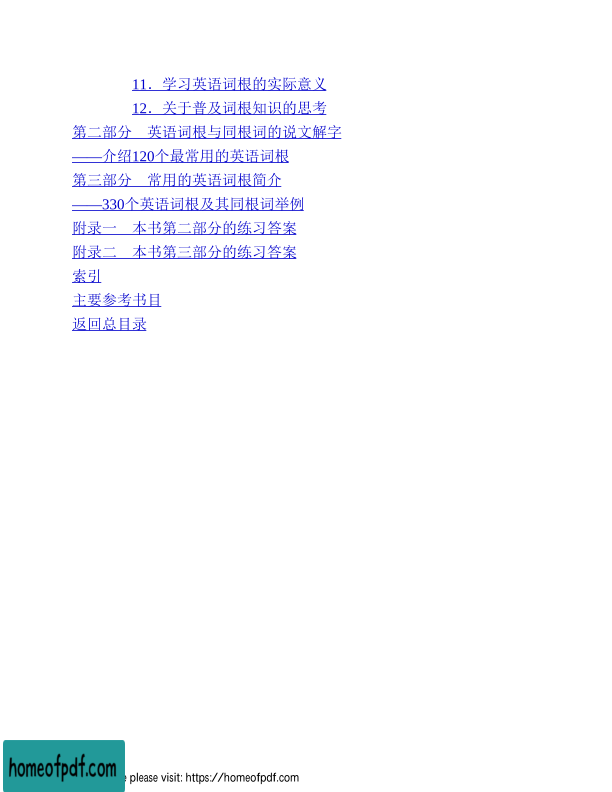 11．学习英语词根的实际意义
12．关于普及词根知识的思考
第二部分　英语词根与同根词的说文解字
——介绍120个最常用的英语词根
第三部分　常用的英语词根简介
——330个英语词根及其同根词举例
附录一　本书第二部分的练习答案
附录二　本书第三部分的练习答案
索引
主要参考书目
返回总目录
homeofpdf.com
please visit: https://homeofpdf.com